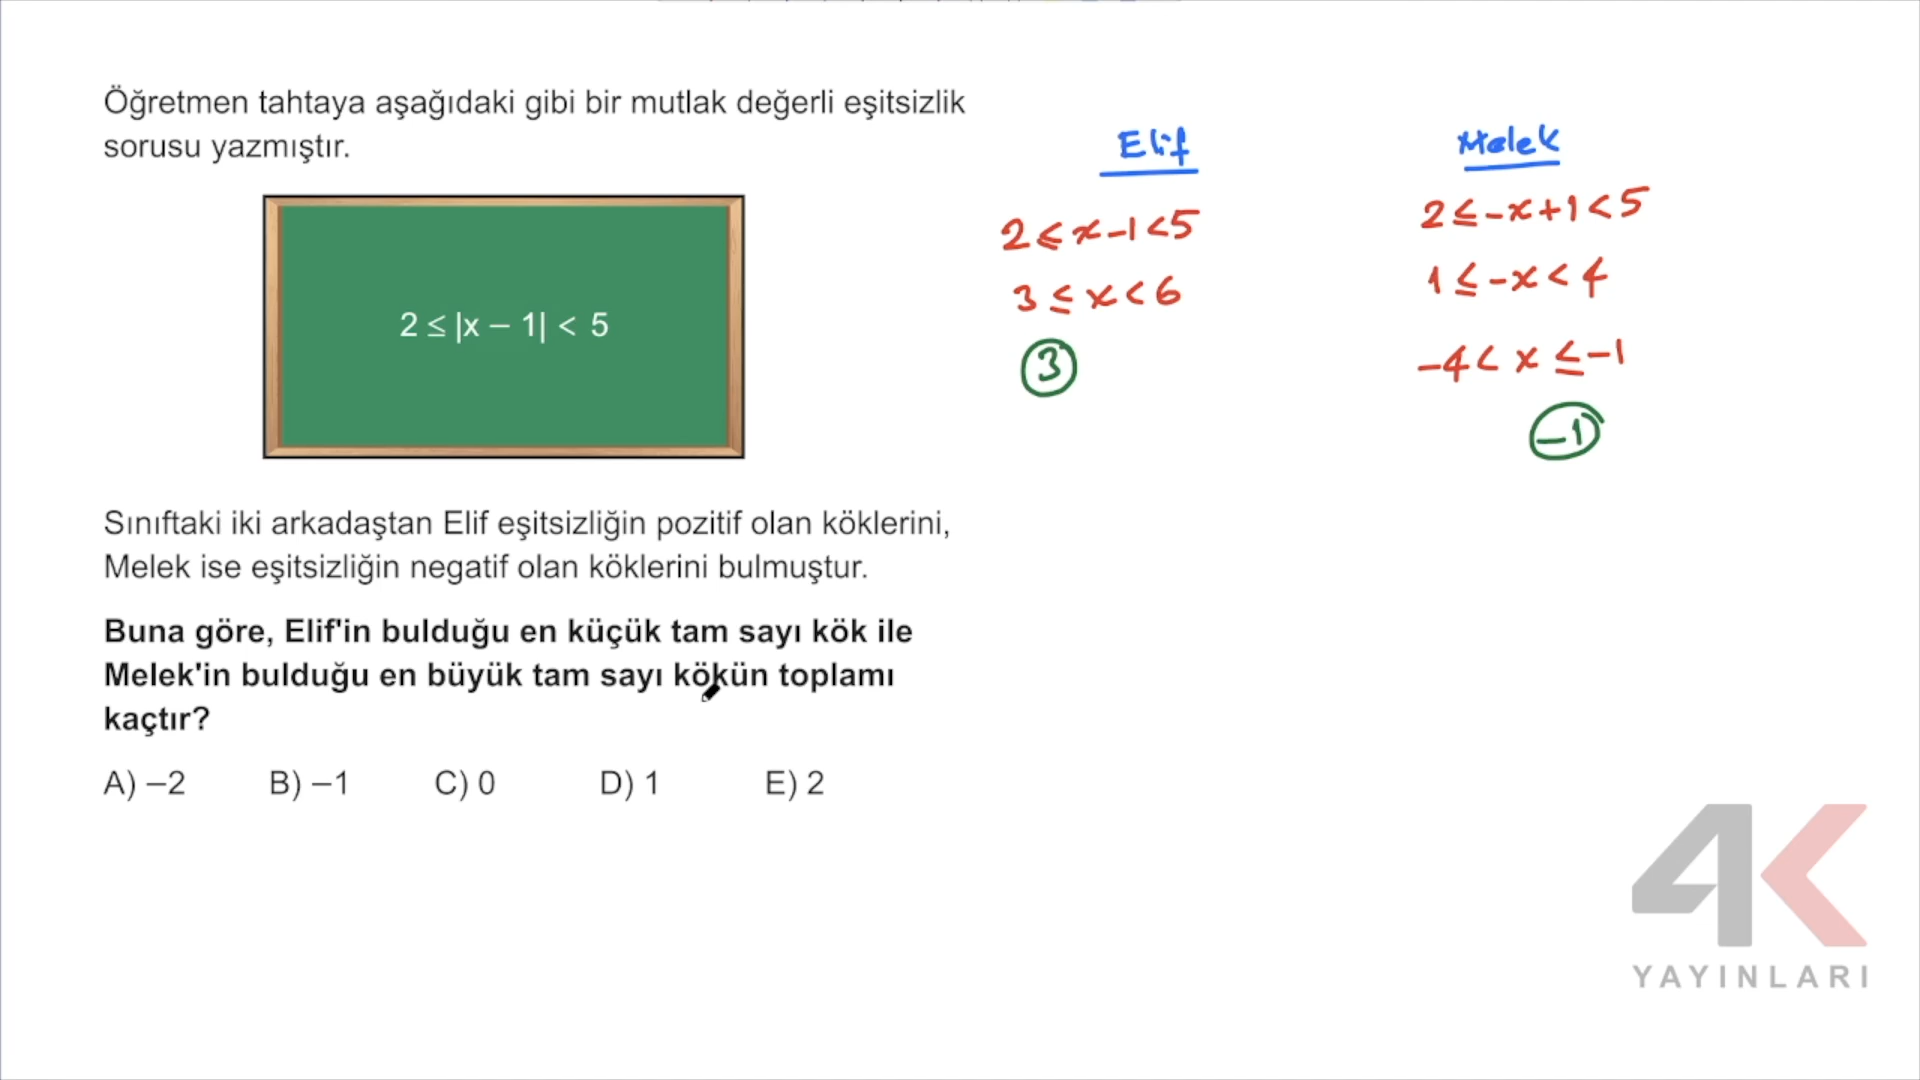 Öğretmen tahtaya aşağıdaki gibi bir mutlak değerli eşitsizlik
sorusu yazmıştır.
2 ≤ |x – 1| < 5
Sınıftaki iki arkadaştan Elif eşitsizliğin pozitif olan köklerini,
Melek ise eşitsizliğin negatif olan köklerini bulmuştur.
Buna göre, Elif'in bulduğu en küçük tam sayı kök ile
Melek'in bulduğu en büyük tam sayı kökün toplamı
kaçtır?
A) –2 B) –1 C) 0 D) 1 E) 2
Elif
2 ≤ x – 1 < 5
3 ≤ x < 6
3
Melek
2 ≤ -x + 1 < 5
1 ≤ -x < 4
-4 < x ≤ -1
-1
4K
YAYINLARI